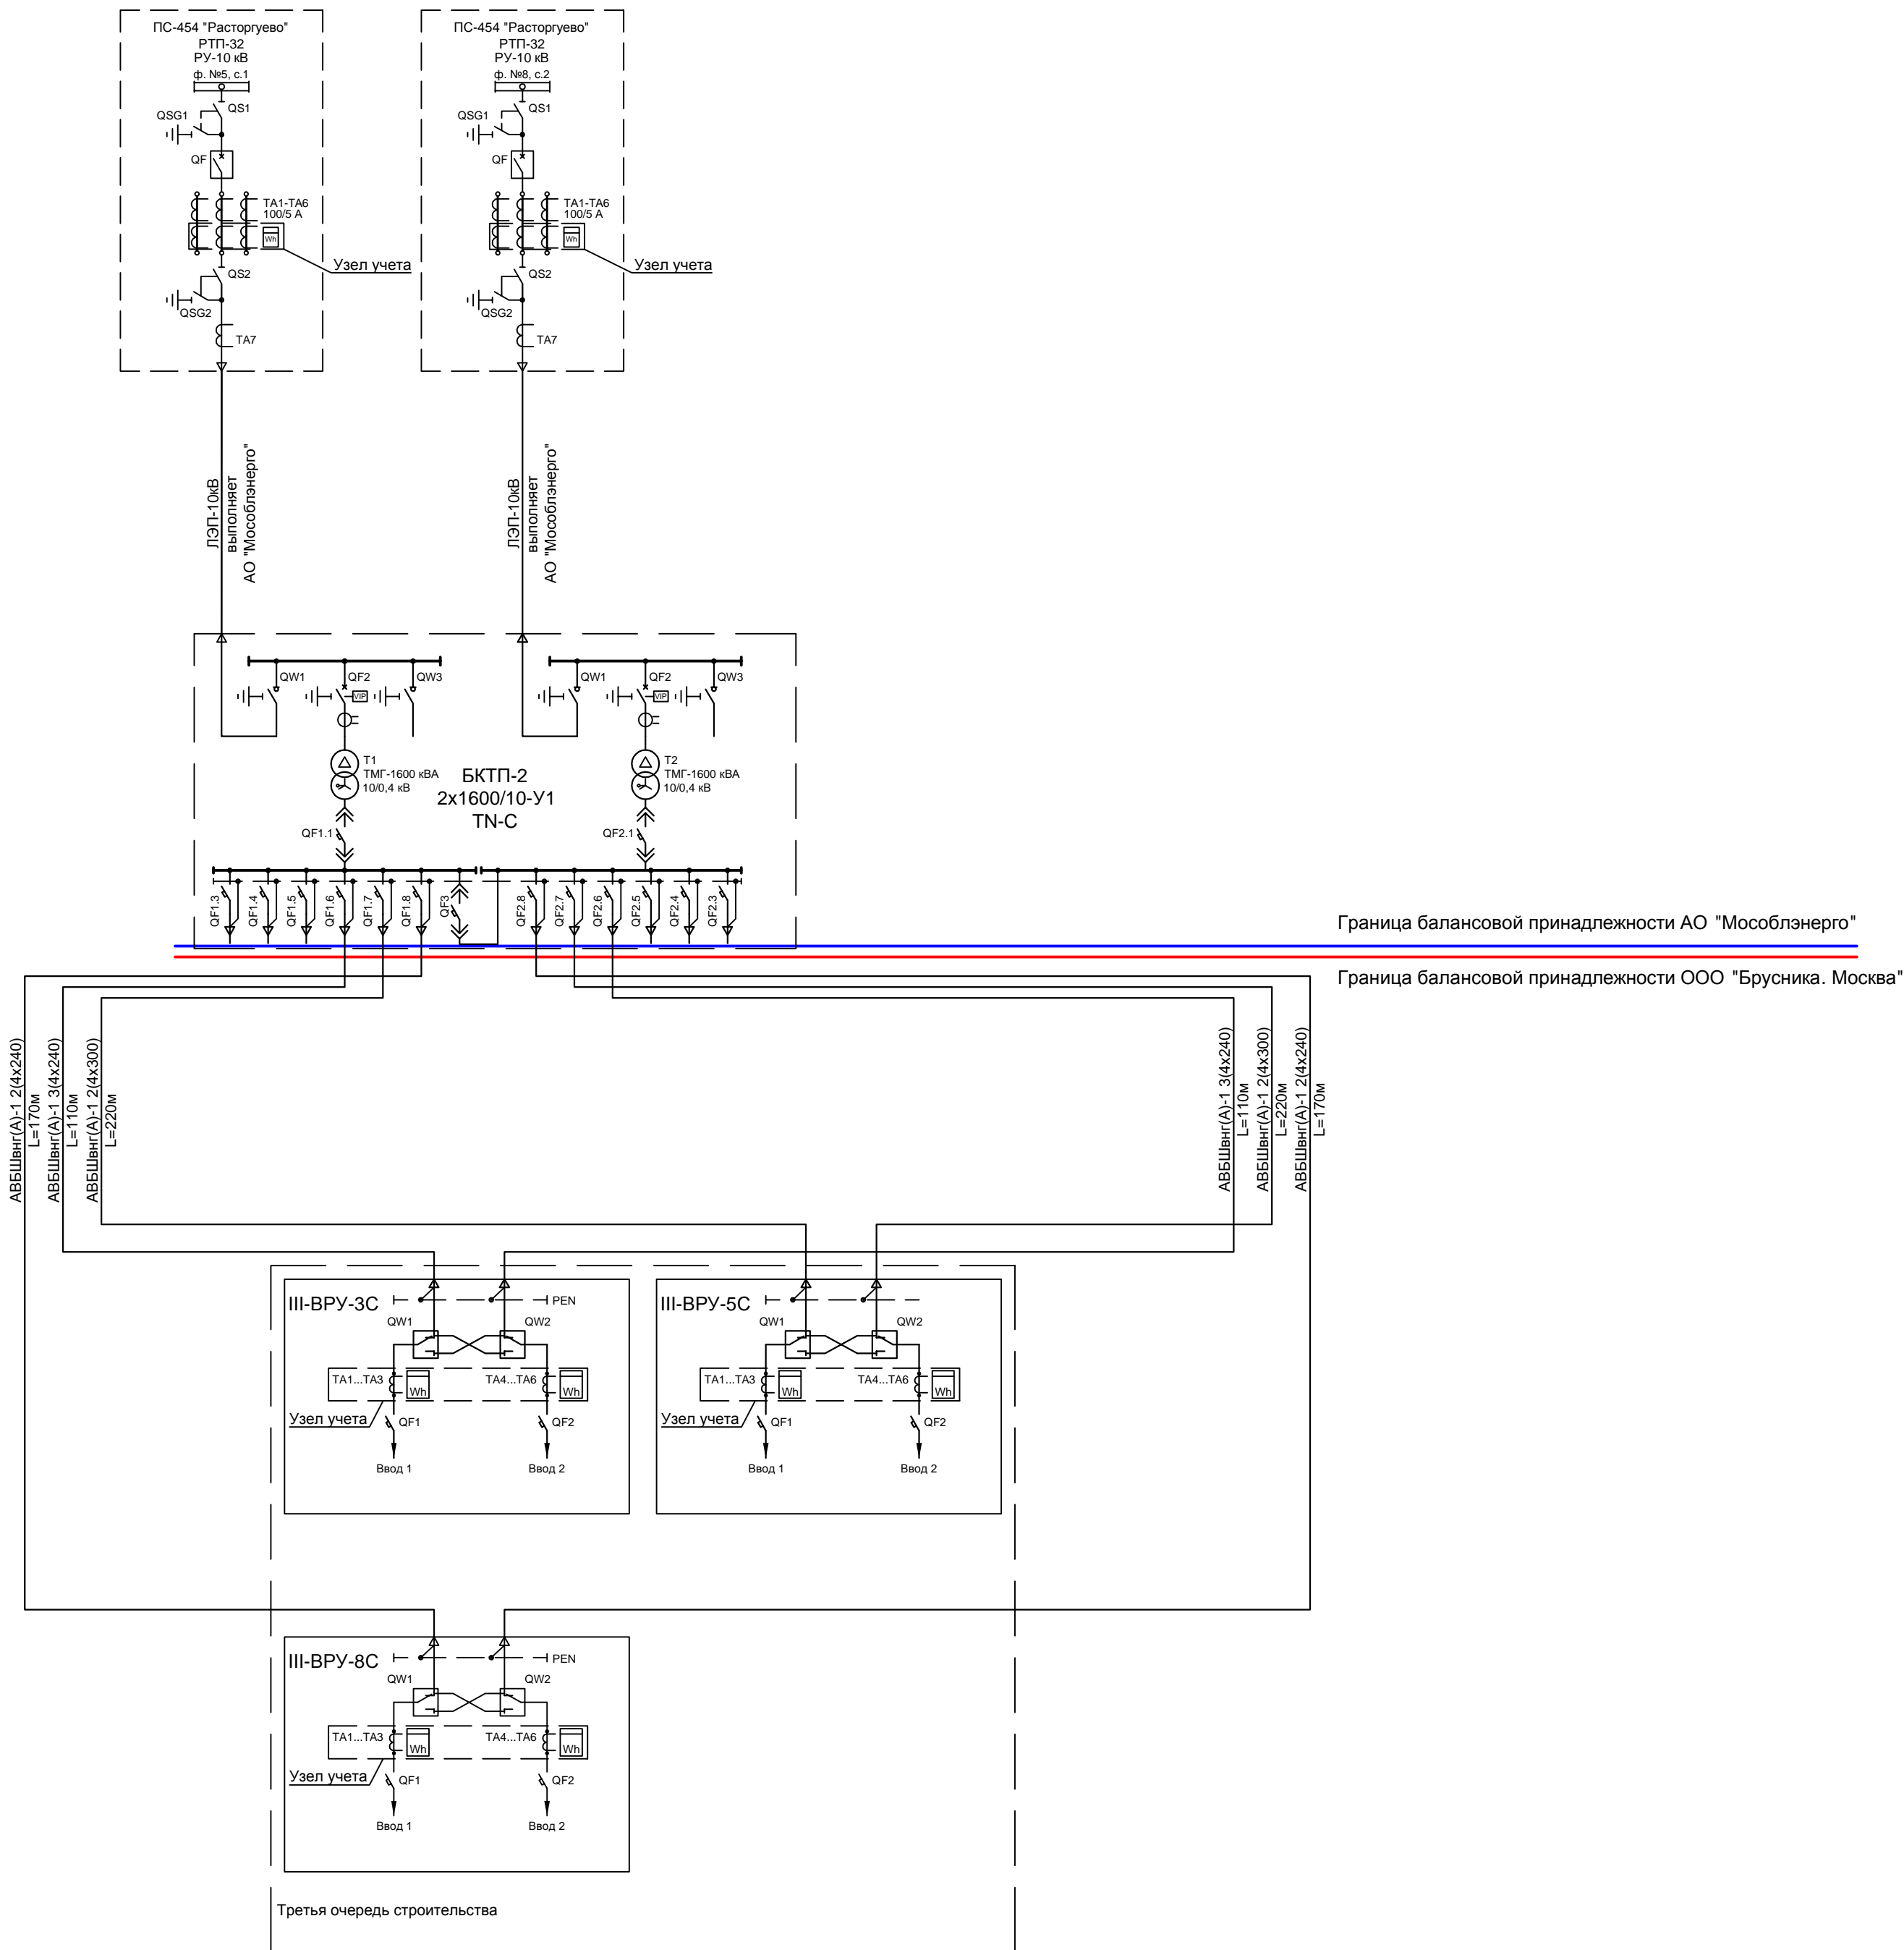 ПС-454 "Расторгуево"
РТП-32
РУ-10 кВ
ф. №5, с.1
QS1
QSG1
QF
TA1-TA6
100/5 А
Wh
Узел учета
QS2
QSG2
TA7
ПС-454 "Расторгуево"
РТП-32
РУ-10 кВ
ф. №8, с.2
QS1
QSG1
QF
TA1-TA6
100/5 А
Wh
Узел учета
QS2
QSG2
TA7
ЛЭП-10кВ
выполняет
АО "Мособлэнерго"
ЛЭП-10кВ
выполняет
АО "Мособлэнерго"
QW1
QF2
QW3
VIP
QW1
QF2
QW3
VIP
T1
ТМГ-1600 кВА
10/0,4 кВ
БКТП-2
2х1600/10-У1
TN-C
T2
ТМГ-1600 кВА
10/0,4 кВ
QF1.1
QF2.1
QF1.3
QF1.4
QF1.5
QF1.6
QF1.7
QF1.8
QF3
QF2.8
QF2.7
QF2.6
QF2.5
QF2.4
QF2.3
Граница балансовой принадлежности АО "Мособлэнерго"
Граница балансовой принадлежности ООО "Брусника. Москва"
АВБШвнг(А)-1 2(4х240)
L=170м
АВБШвнг(А)-1 3(4х240)
L=110м
АВБШвнг(А)-1 2(4х300)
L=220м
АВБШвнг(А)-1 3(4х240)
L=110м
АВБШвнг(А)-1 2(4х300)
L=220м
АВБШвнг(А)-1 2(4х240)
L=170м
III-ВРУ-3С
PEN
QW1
QW2
TA1...TA3
Wh
TA4...TA6
Wh
Узел учета
QF1
QF2
Ввод 1
Ввод 2
III-ВРУ-5С
QW1
QW2
TA1...TA3
Wh
TA4...TA6
Wh
Узел учета
QF1
QF2
Ввод 1
Ввод 2
III-ВРУ-8С
PEN
QW1
QW2
TA1...TA3
Wh
TA4...TA6
Wh
Узел учета
QF1
QF2
Ввод 1
Ввод 2
Третья очередь строительства